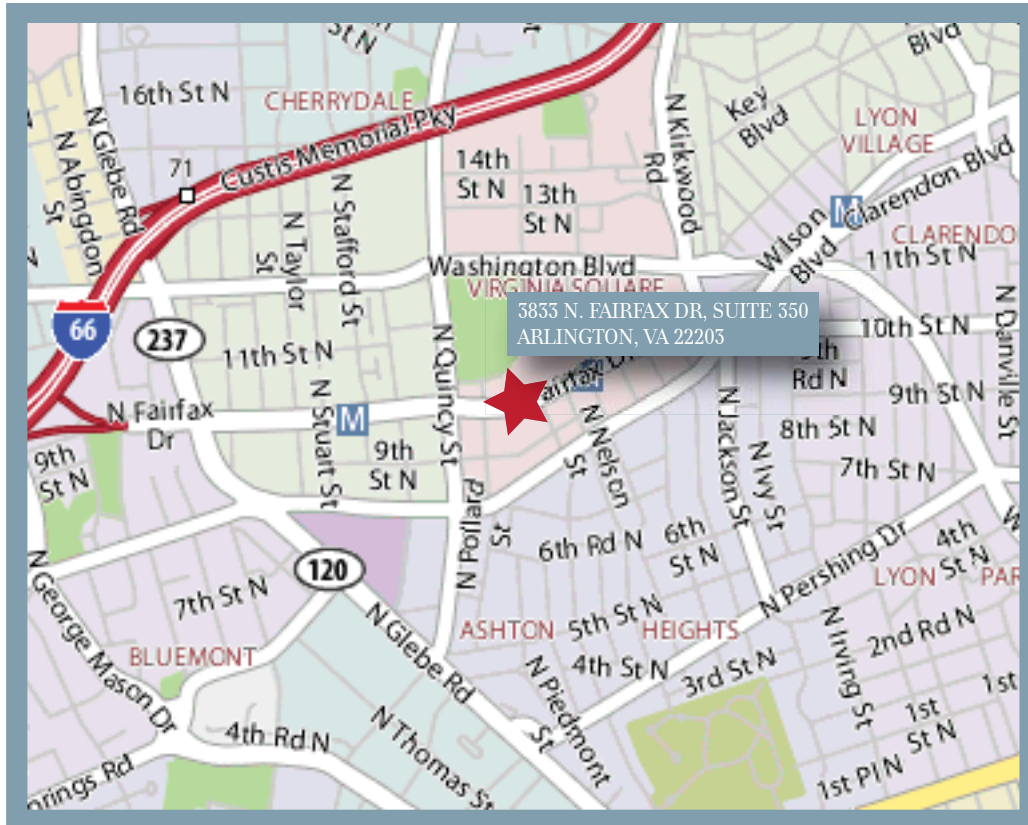 St N
Blvd
16th St N
CHERRYDALE
Key
Blvd
LYON
VILLAGE
N Glebe Rd
N Abingdon
St
71
Custis Memorial Pky
14th
St N
13th
St N
N Kirkwood
Rd
N Stafford St
N Taylor
St
M
Clarendon Blvd
Wilson
Blvd
CLARENDO
11th St N
Washington Blvd
VIRGINIA SQUARE
3833 N. FAIRFAX DR, SUITE 350
ARLINGTON, VA 22203
66
237
11th St N
N Quincy St
10th St N
N Danville St
Rd N
9th St N
N Fairfax
Dr
M
N Stuart St
9th
St N
airfax Dr
N Nelson
St
N Jackson St
N Ivy St
8th St N
7th St N
9th
St N
N Pollard
St
6th Rd N
6th
St N
N Pershing Dr
4th
St N
LYON
PAR
120
7th St N
N George Mason Dr
N Glebe Rd
ASHTON
HEIGHTS
5th St N
4th St N
3rd St N
N Irving St
2nd Rd N
BLUEMONT
N Piedmont
St
1st
1st
St N
1st Pl N
4th Rd N
N Thomas St
prings Rd